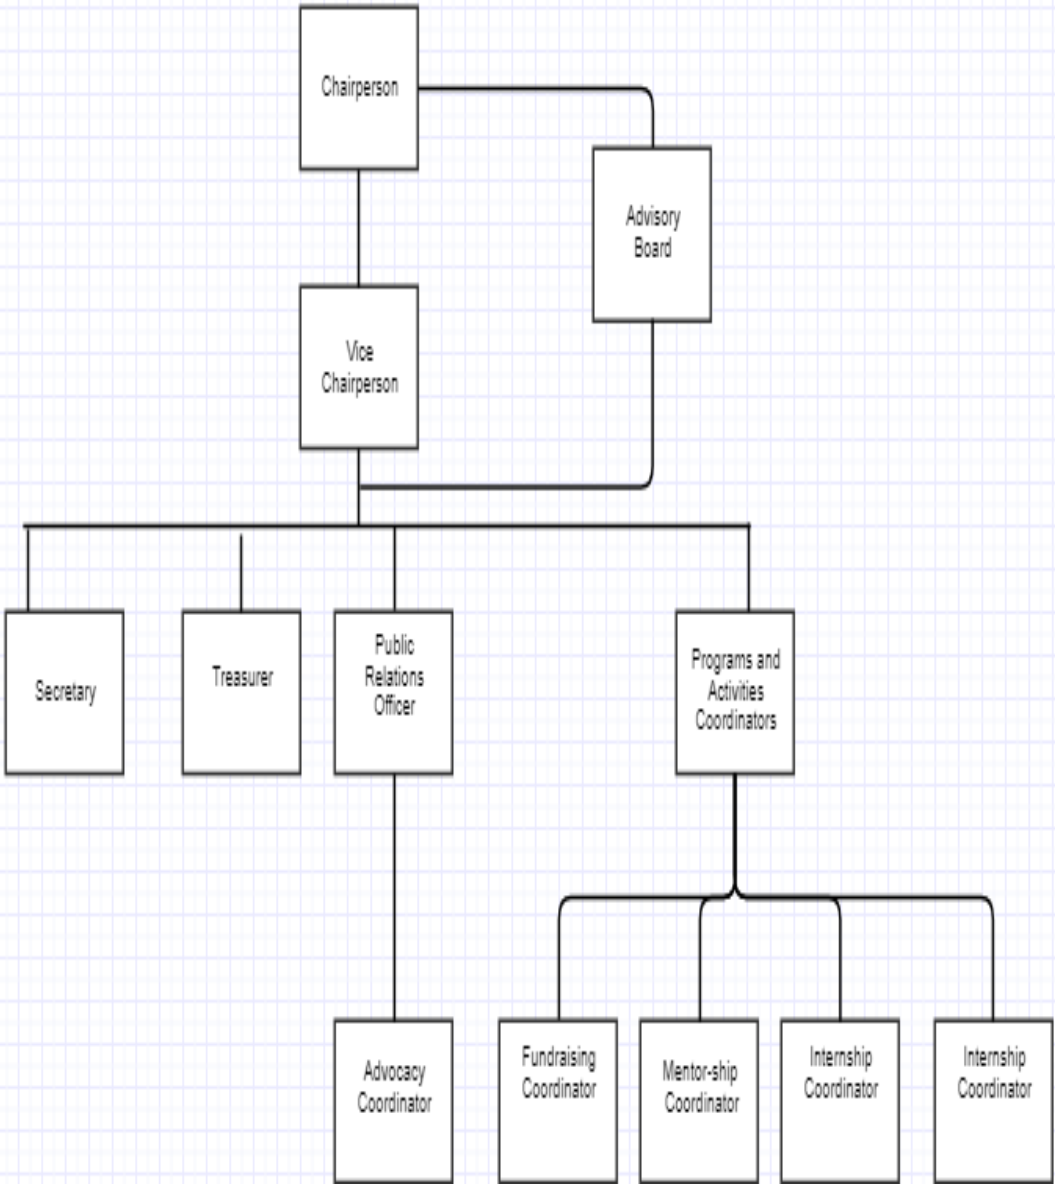 Chairperson
Advisory
Board
Vice
Chairperson
Secretary
Treasurer
Public
Relations
Officer
Programs and
Activities
Coordinators
Advocacy
Coordinator
Fundraising
Coordinator
Mentor-ship
Coordinator
Internship
Coordinator
Internship
Coordinator